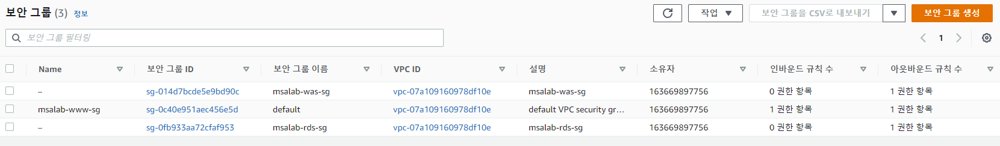 보안 그룹 (3) 정보 작업 보안 그룹을 CSV로 내보내기 보안 그룹 생성
보안 그룹 필터링 1
Name 보안 그룹 ID 보안 그룹 이름 VPC ID 설명 소유자 인바운드 규칙 수 아웃바운드 규칙 수
– sg-014d7bcde5e9bd90c msalab-was-sg vpc-07a109160978df10e msalab-was-sg 163669897756 0 권한 항목 1 권한 항목
msalab-www-sg sg-0c40e951aec456e5d default vpc-07a109160978df10e default VPC security gr... 163669897756 1 권한 항목 1 권한 항목
– sg-0fb933aa72cfaf953 msalab-rds-sg vpc-07a109160978df10e msalab-rds-sg 163669897756 0 권한 항목 1 권한 항목